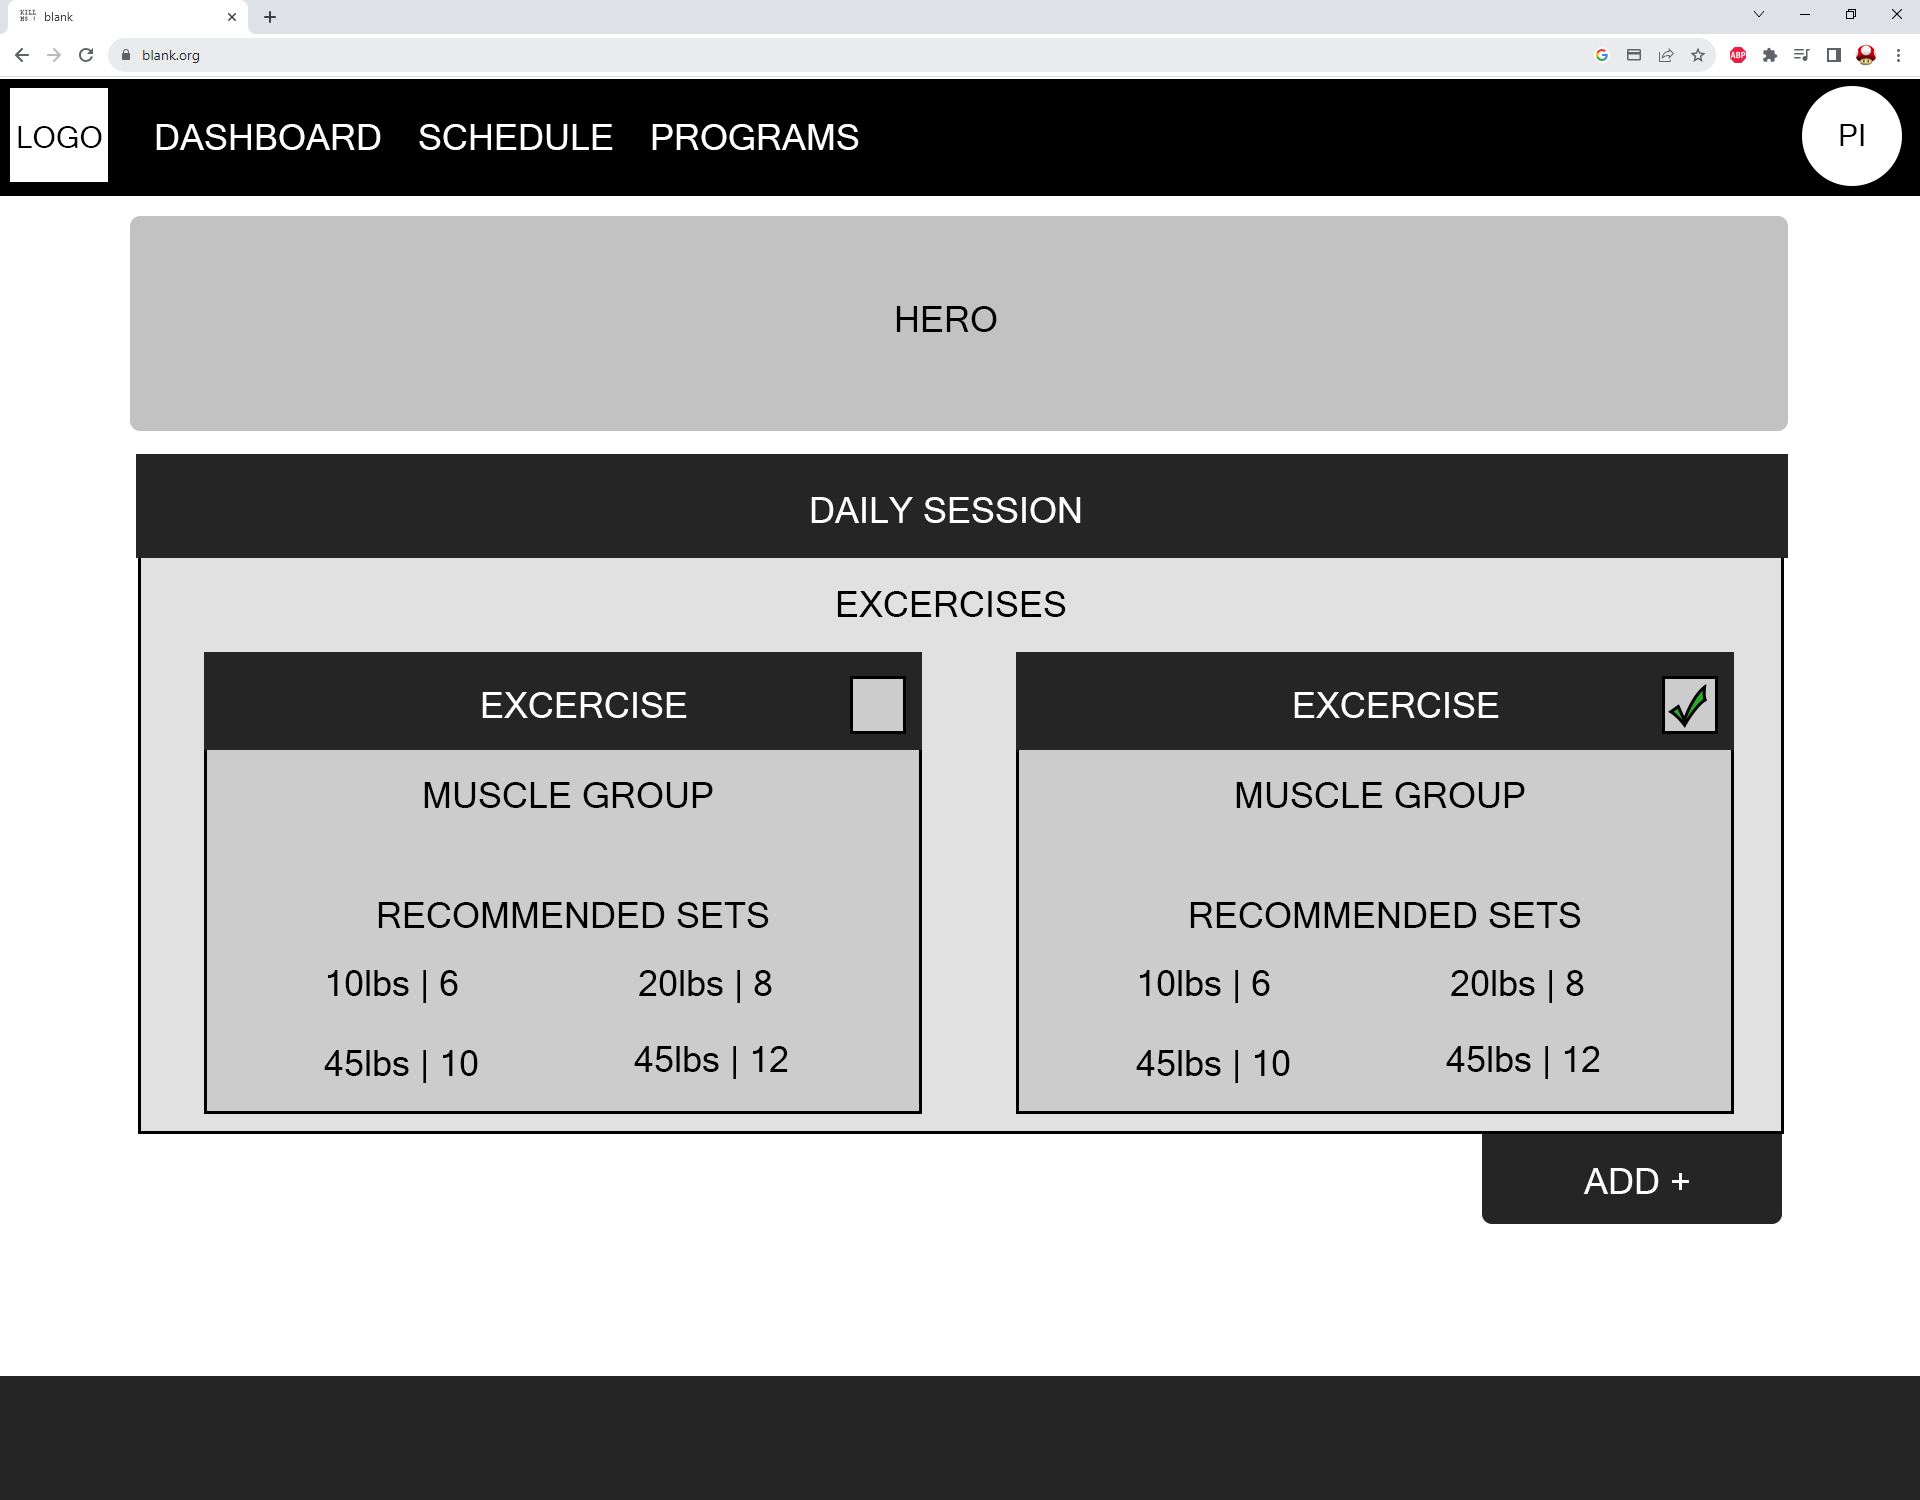 KILL
blank
blank.org
ABP
LOGO DASHBOARD SCHEDULE PROGRAMS PI
HERO
DAILY SESSION
EXCERCISES
EXCERCISE
MUSCLE GROUP
RECOMMENDED SETS
10lbs | 6 20lbs | 8
45lbs | 10 45lbs | 12
EXCERCISE
MUSCLE GROUP
RECOMMENDED SETS
10lbs | 6 20lbs | 8
45lbs | 10 45lbs | 12
ADD +